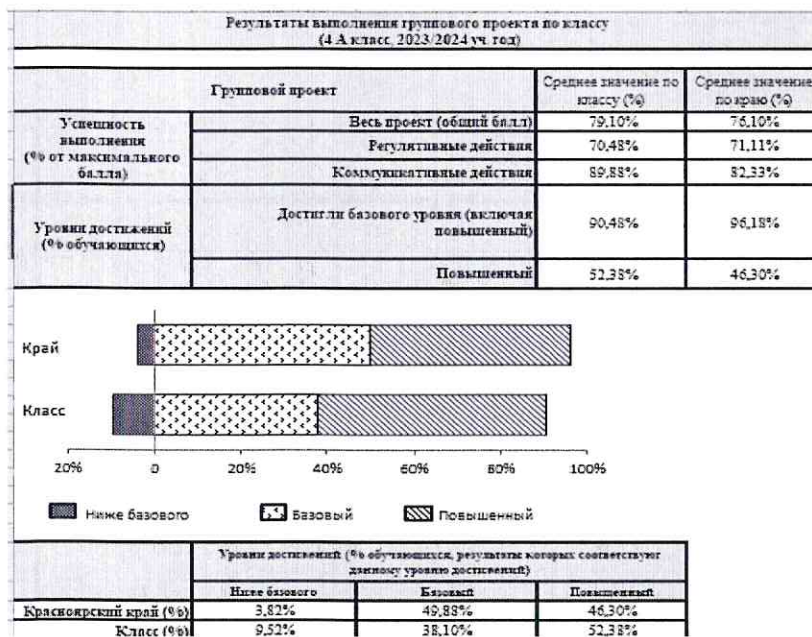 Результаты выполнения группового проекта по классу
(4 А класс, 2023/2024 уч. год)
Групповой проект
Среднее значение по классу (%)
Среднее значение по краю (%)
Успешность выполнения (% от максимального балла)
Весь проект (общий балл) 79,10% 76,10%
Регулятивные действия 70,48% 71,11%
Коммуникативные действия 89,88% 82,33%
Уровни достижений (% обучающихся)
Достигли базового уровня (включая повышенный) 90,48% 96,18%
Повышенный 52,38% 46,30%
Край
Класс
20% 0 20% 40% 60% 80% 100%
Ниже базового Базовый Повышенный
Уровни достижений (% обучающихся, результаты которых соответствуют
данному уровню достижений)
Ниже базового Базовый Повышенный
Красноярский край (%) 3,82% 49,88% 46,30%
Класс (%) 9,52% 38,10% 52,38%